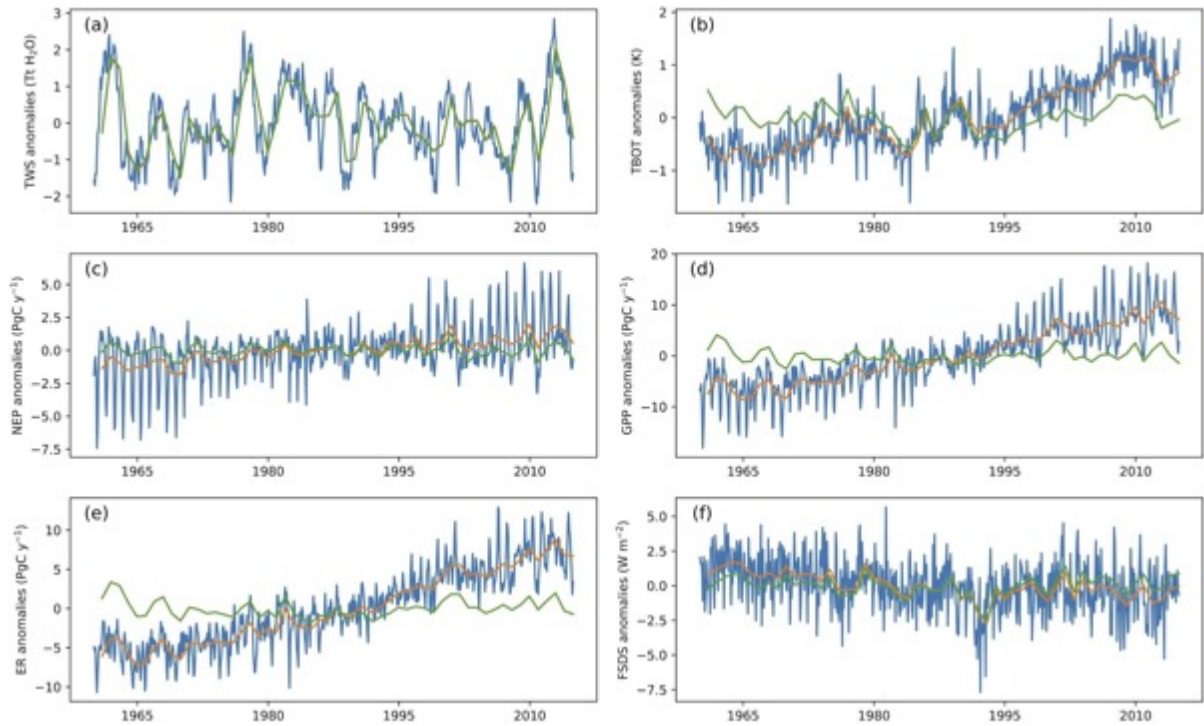 (a)
TWS anomalies (Tt H₂O)
3
2
1
0
−1
−2
1965 1980 1995 2010
(b)
TBOT anomalies (K)
2
1
0
−1
1965 1980 1995 2010
(c)
NEP anomalies (PgC y⁻¹)
5.0
2.5
0.0
−2.5
−5.0
−7.5
1965 1980 1995 2010
(d)
GPP anomalies (PgC y⁻¹)
20
10
0
−10
1965 1980 1995 2010
(e)
ER anomalies (PgC y⁻¹)
10
5
0
−5
−10
1965 1980 1995 2010
(f)
FSDS anomalies (W m⁻²)
5.0
2.5
0.0
−2.5
−5.0
−7.5
1965 1980 1995 2010